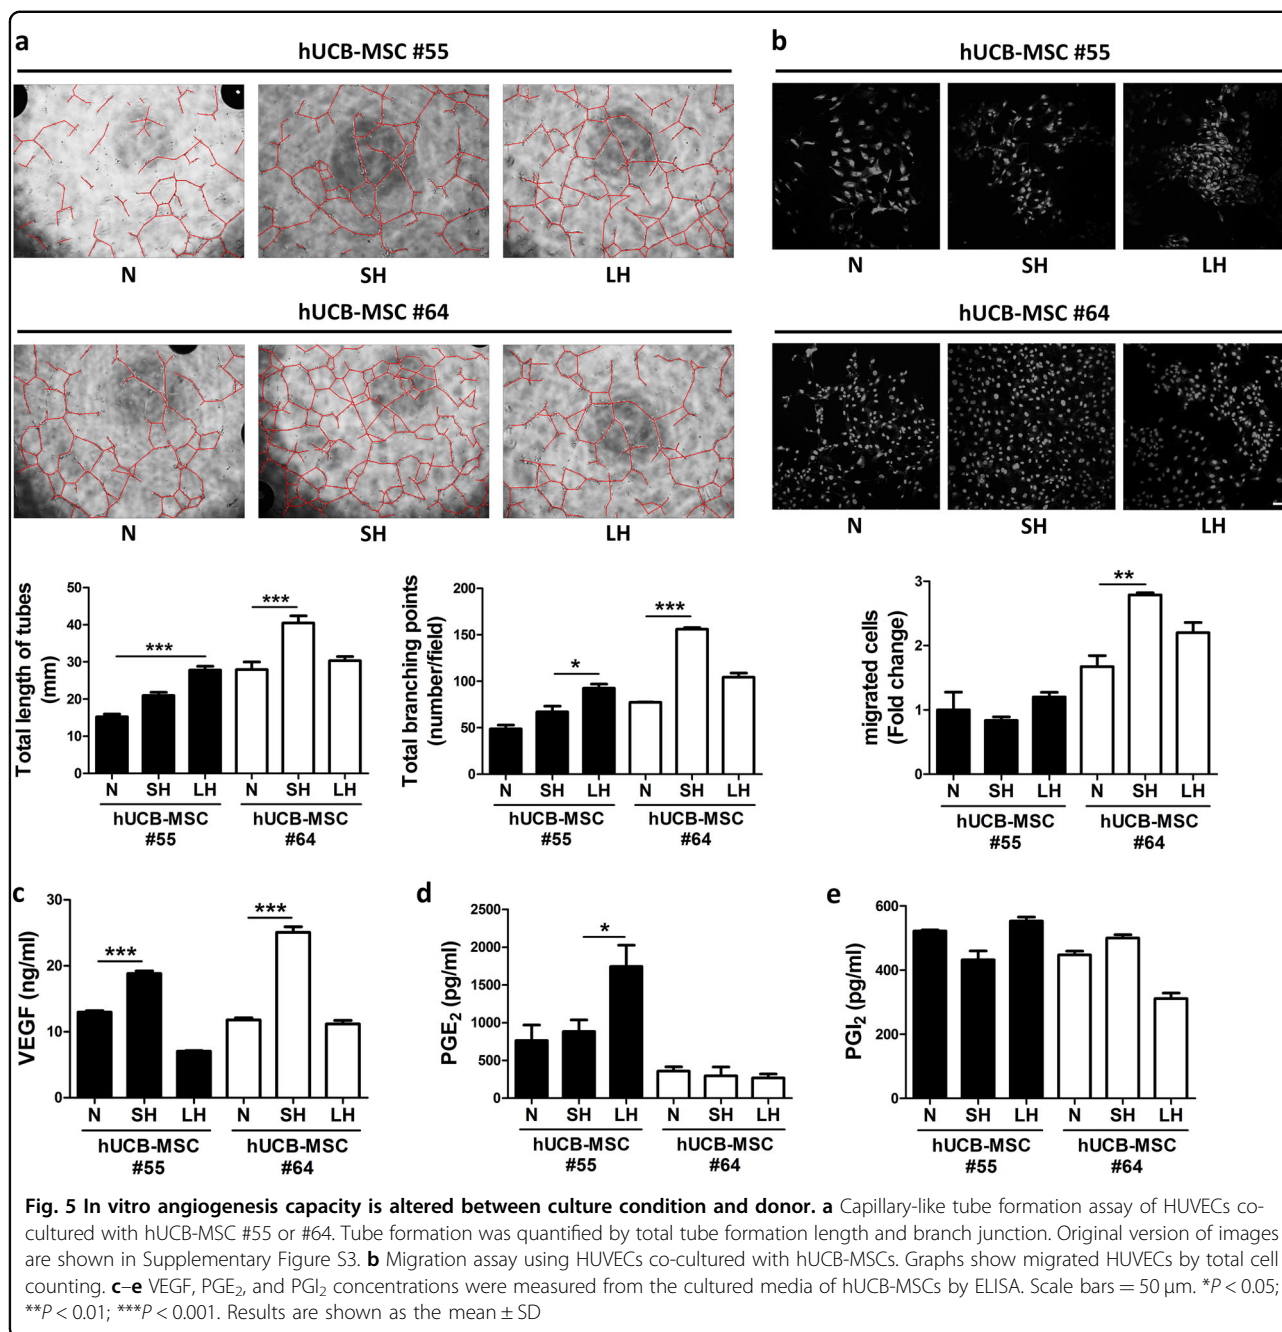 a
hUCB-MSC #55
N SH LH
hUCB-MSC #64
N SH LH
Total length of tubes
(mm)
50
40
30
20
10
0
***
***
N SH LH N SH LH
hUCB-MSC hUCB-MSC
#55 #64
Total branching points
(number/field)
200
150
100
50
0
*
***
N SH LH N SH LH
hUCB-MSC hUCB-MSC
#55 #64
b
hUCB-MSC #55
N SH LH
hUCB-MSC #64
N SH LH
migrated cells
(Fold change)
3
2
1
0
**
N SH LH N SH LH
hUCB-MSC hUCB-MSC
#55 #64
c
VEGF (ng/ml)
30
20
10
0
***
***
N SH LH N SH LH
hUCB-MSC hUCB-MSC
#55 #64
d
PGE₂ (pg/ml)
2500
2000
1500
1000
500
0
*
N SH LH N SH LH
hUCB-MSC hUCB-MSC
#55 #64
e
PGI₂ (pg/ml)
600
400
200
0
N SH LH N SH LH
hUCB-MSC hUCB-MSC
#55 #64
Fig. 5 In vitro angiogenesis capacity is altered between culture condition and donor. a Capillary-like tube formation assay of HUVECs co-
cultured with hUCB-MSC #55 or #64. Tube formation was quantified by total tube formation length and branch junction. Original version of images
are shown in Supplementary Figure S3. b Migration assay using HUVECs co-cultured with hUCB-MSCs. Graphs show migrated HUVECs by total cell
counting. c–e VEGF, PGE₂, and PGI₂ concentrations were measured from the cultured media of hUCB-MSCs by ELISA. Scale bars = 50 μm. *P < 0.05;
**P < 0.01; ***P < 0.001. Results are shown as the mean ± SD